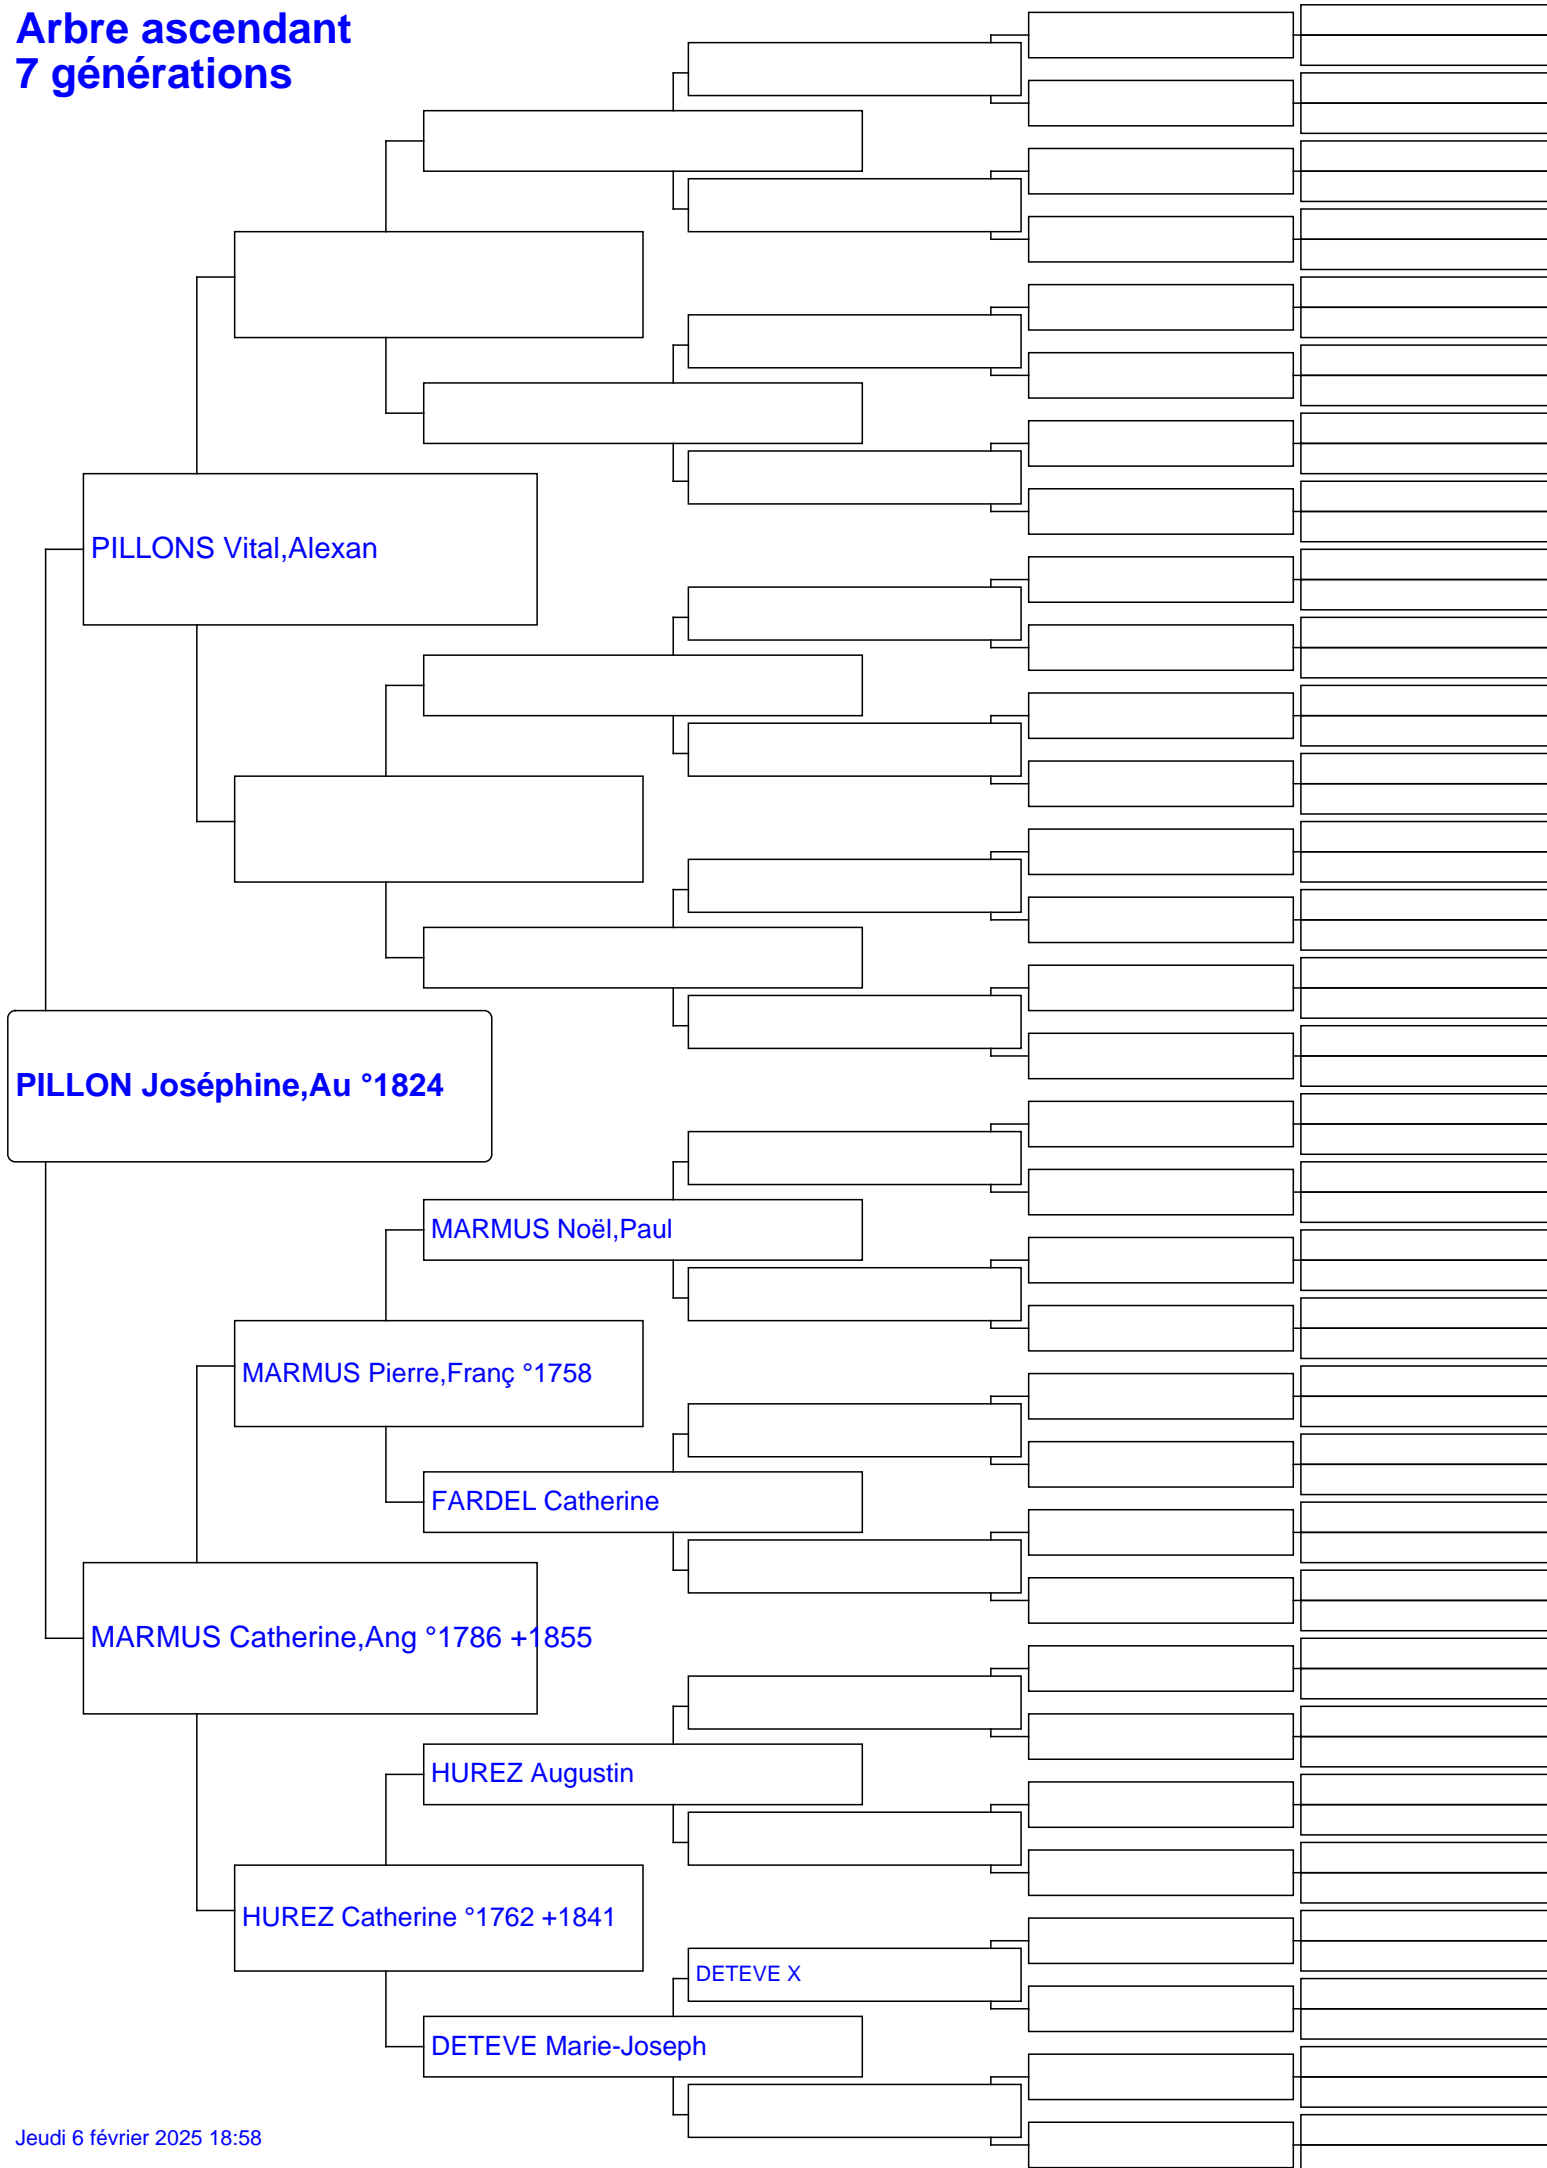 Arbre ascendant
7 générations
PILLONS Vital,Alexan
PILLON Joséphine,Au °1824
MARMUS Noël,Paul
MARMUS Pierre,Franç °1758
FARDEL Catherine
MARMUS Catherine,Ang °1786 +1855
HUREZ Augustin
HUREZ Catherine °1762 +1841
DETEVE X
DETEVE Marie-Joseph
Jeudi 6 février 2025 18:58